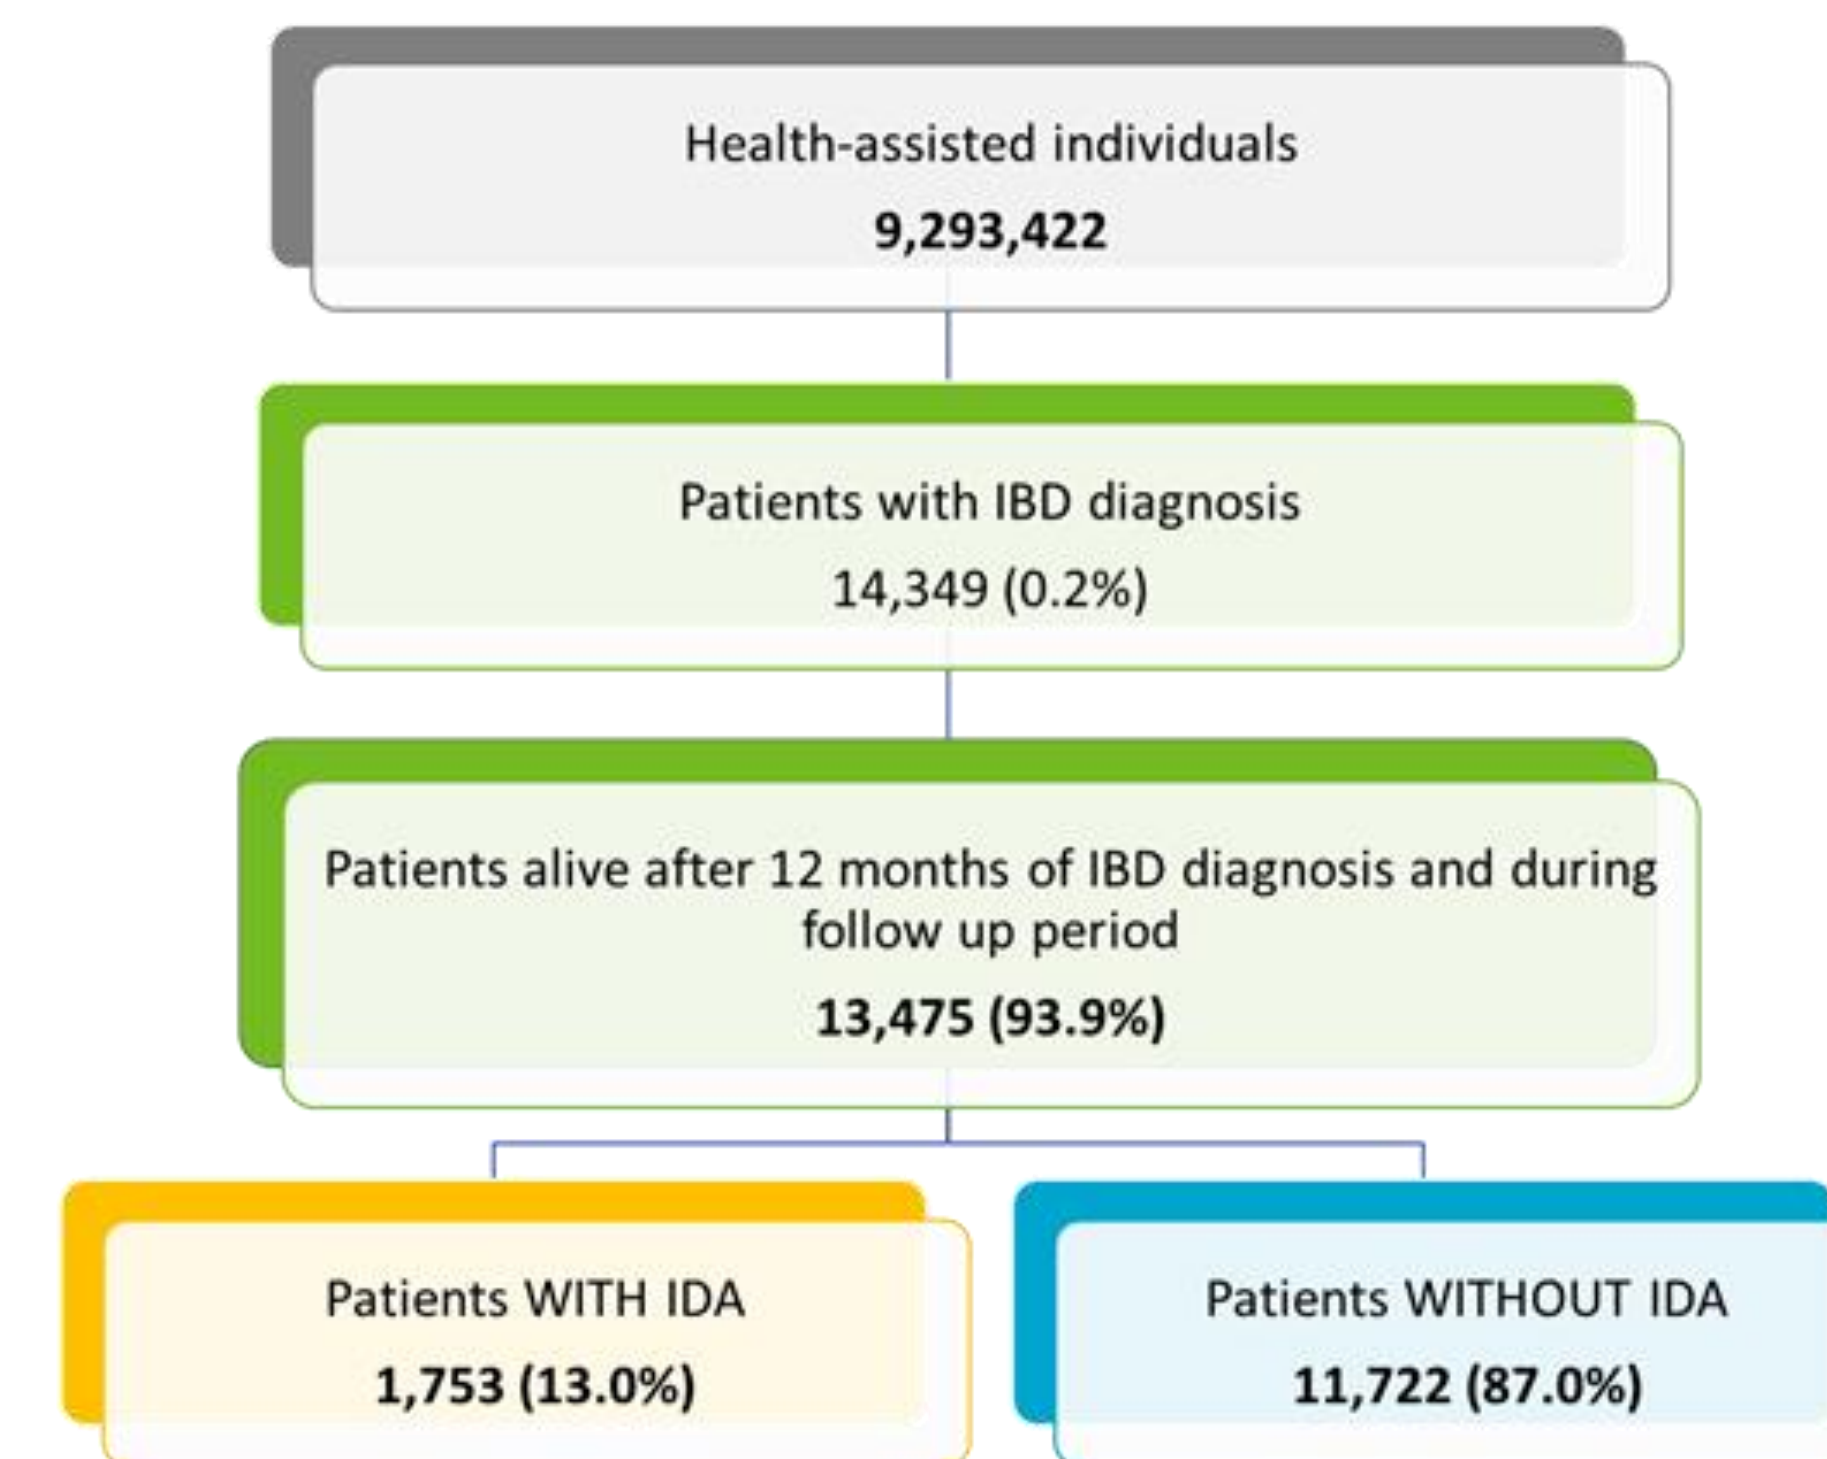 Health-assisted individuals
9,293,422
Patients with IBD diagnosis
14,349 (0.2%)
Patients alive after 12 months of IBD diagnosis and during
follow up period
13,475 (93.9%)
Patients WITH IDA
1,753 (13.0%)
Patients WITHOUT IDA
11,722 (87.0%)